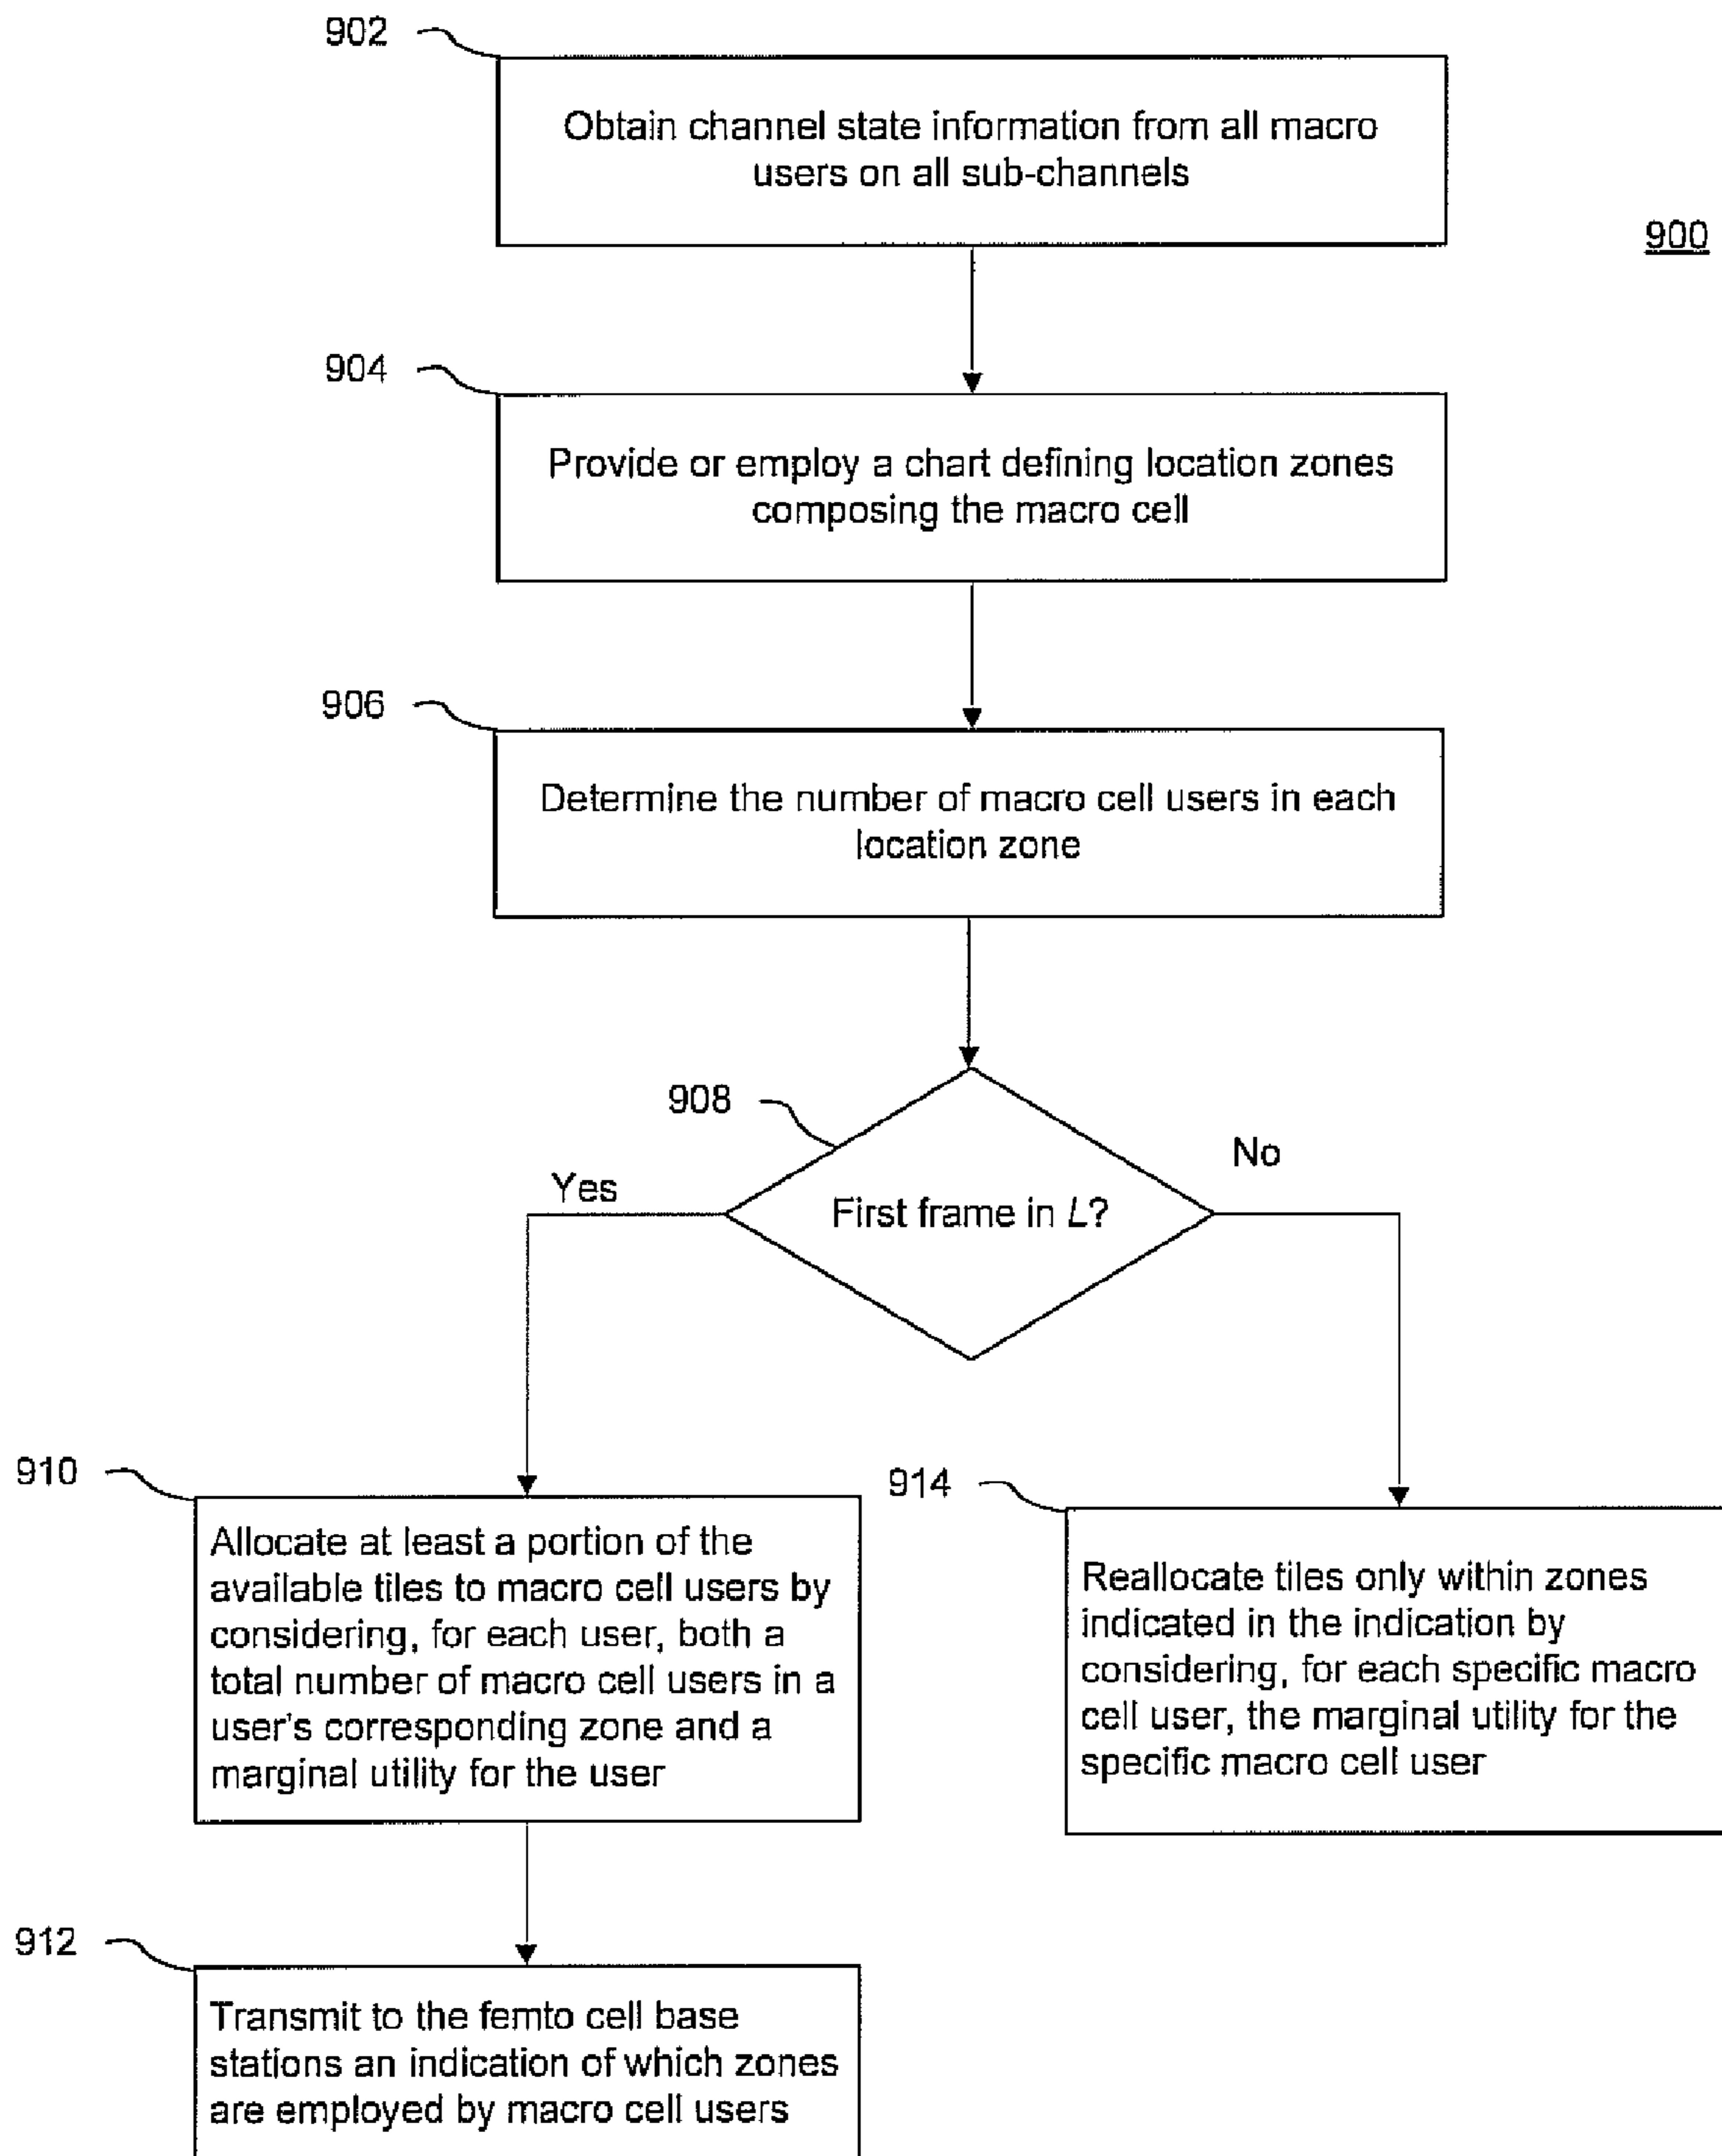 902
Obtain channel state information from all macro
users on all sub-channels
900
904
Provide or employ a chart defining location zones
composing the macro cell
906
Determine the number of macro cell users in each
location zone
908
No
Yes
First frame in L?
910
Allocate at least a portion of the
available tiles to macro cell users by
considering, for each user, both a
total number of macro cell users in a
user's corresponding zone and a
marginal utility for the user
914
Reallocate tiles only within zones
indicated in the indication by
considering, for each specific macro
cell user, the marginal utility for the
specific macro cell user
912
Transmit to the femto cell base
stations an indication of which zones
are employed by macro cell users